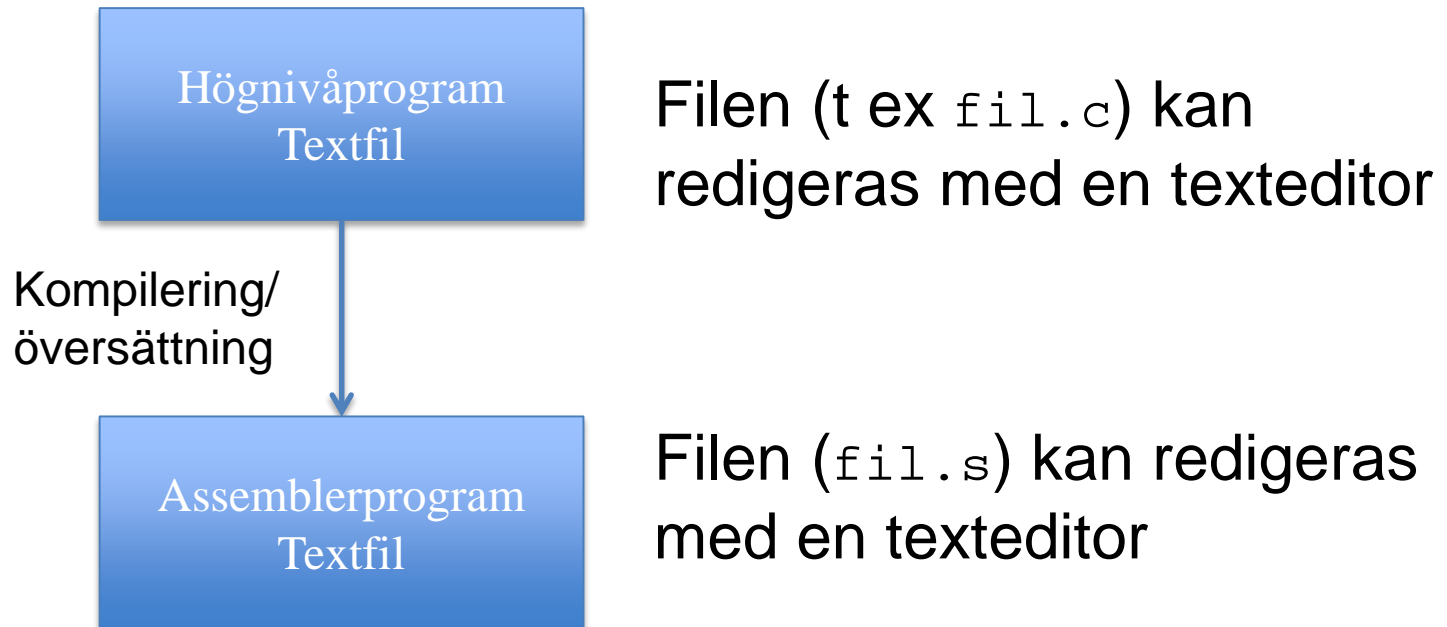 Högnivåprogram
Textfil
Filen (t ex fil.c) kan
redigeras med en texteditor
Kompilering/
översättning
Assemblerprogram
Textfil
Filen (fil.s) kan redigeras
med en texteditor